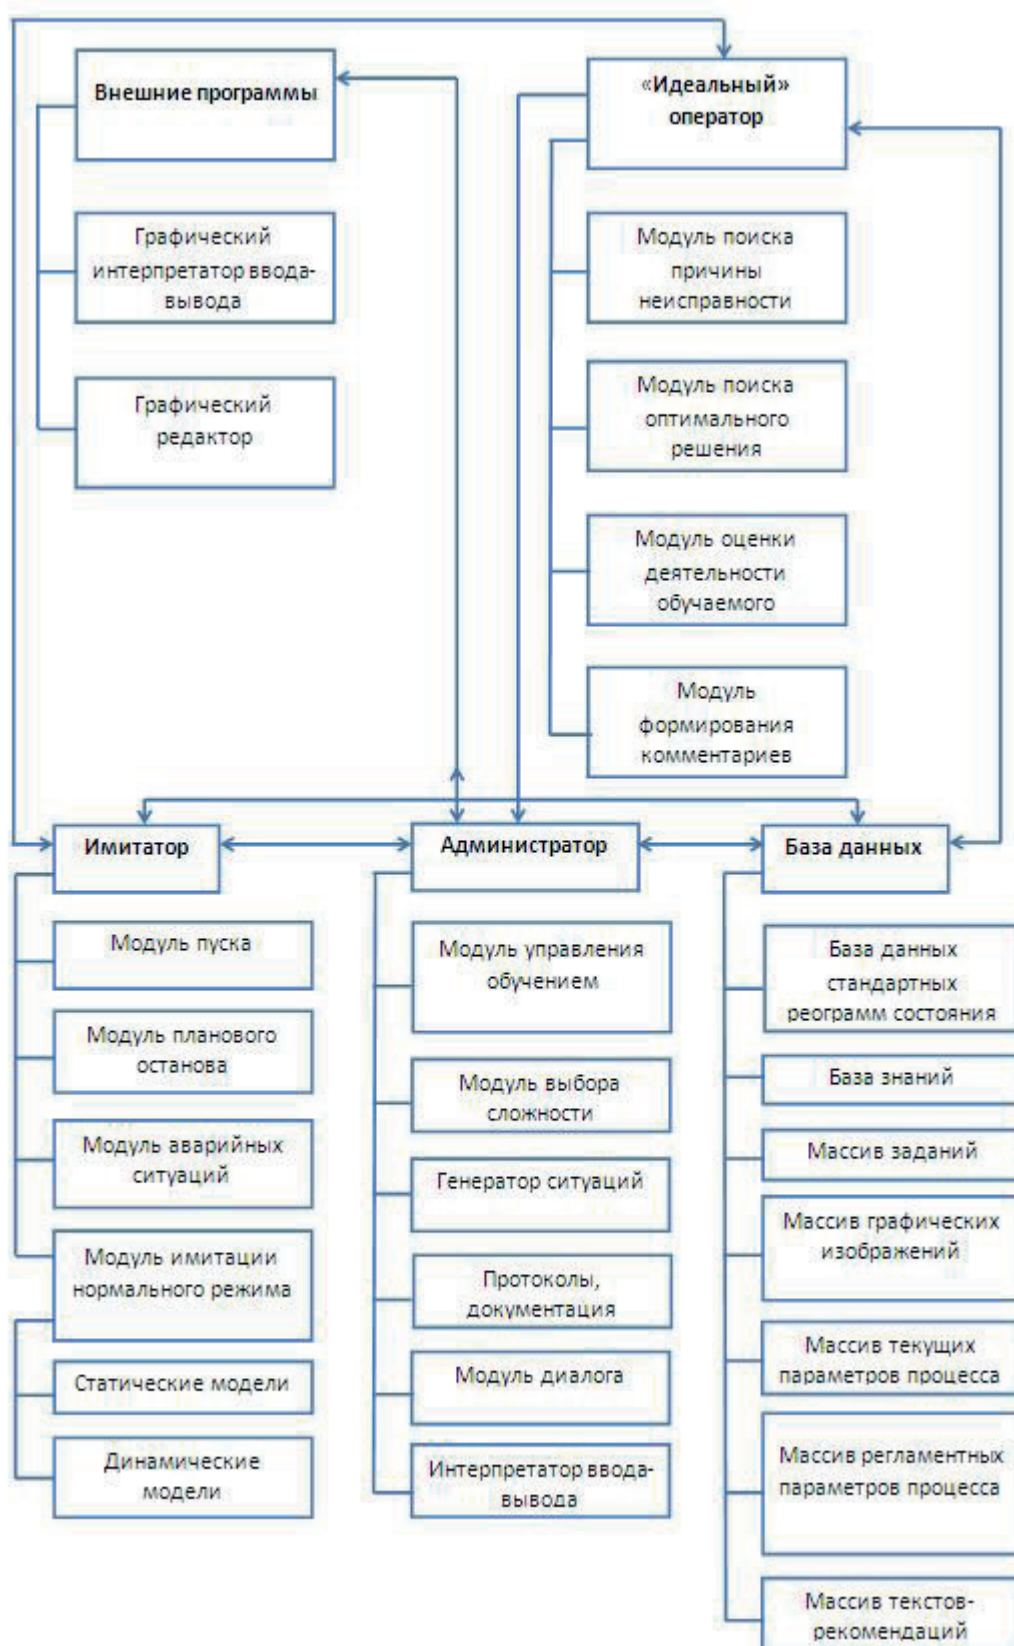 Внешние программы
«Идеальный»
оператор
Графический
интерпретатор ввода-
вывода
Графический
редактор
Модуль поиска
причины
неисправности
Модуль поиска
оптимального
решения
Модуль оценки
деятельности
обучаемого
Модуль
формирования
комментариев
Имитатор
Администратор
База данных
Модуль пуска
Модуль планового
останова
Модуль аварийных
ситуаций
Модуль имитации
нормального режима
Статические модели
Динамические
модели
Модуль управления
обучением
Модуль выбора
сложности
Генератор ситуаций
Протоколы,
документация
Модуль диалога
Интерпретатор ввода-
вывода
База данных
стандартных
реограмм состояния
База знаний
Массив заданий
Массив графических
изображений
Массив текущих
параметров процесса
Массив регламентных
параметров процесса
Массив текстов-
рекомендаций